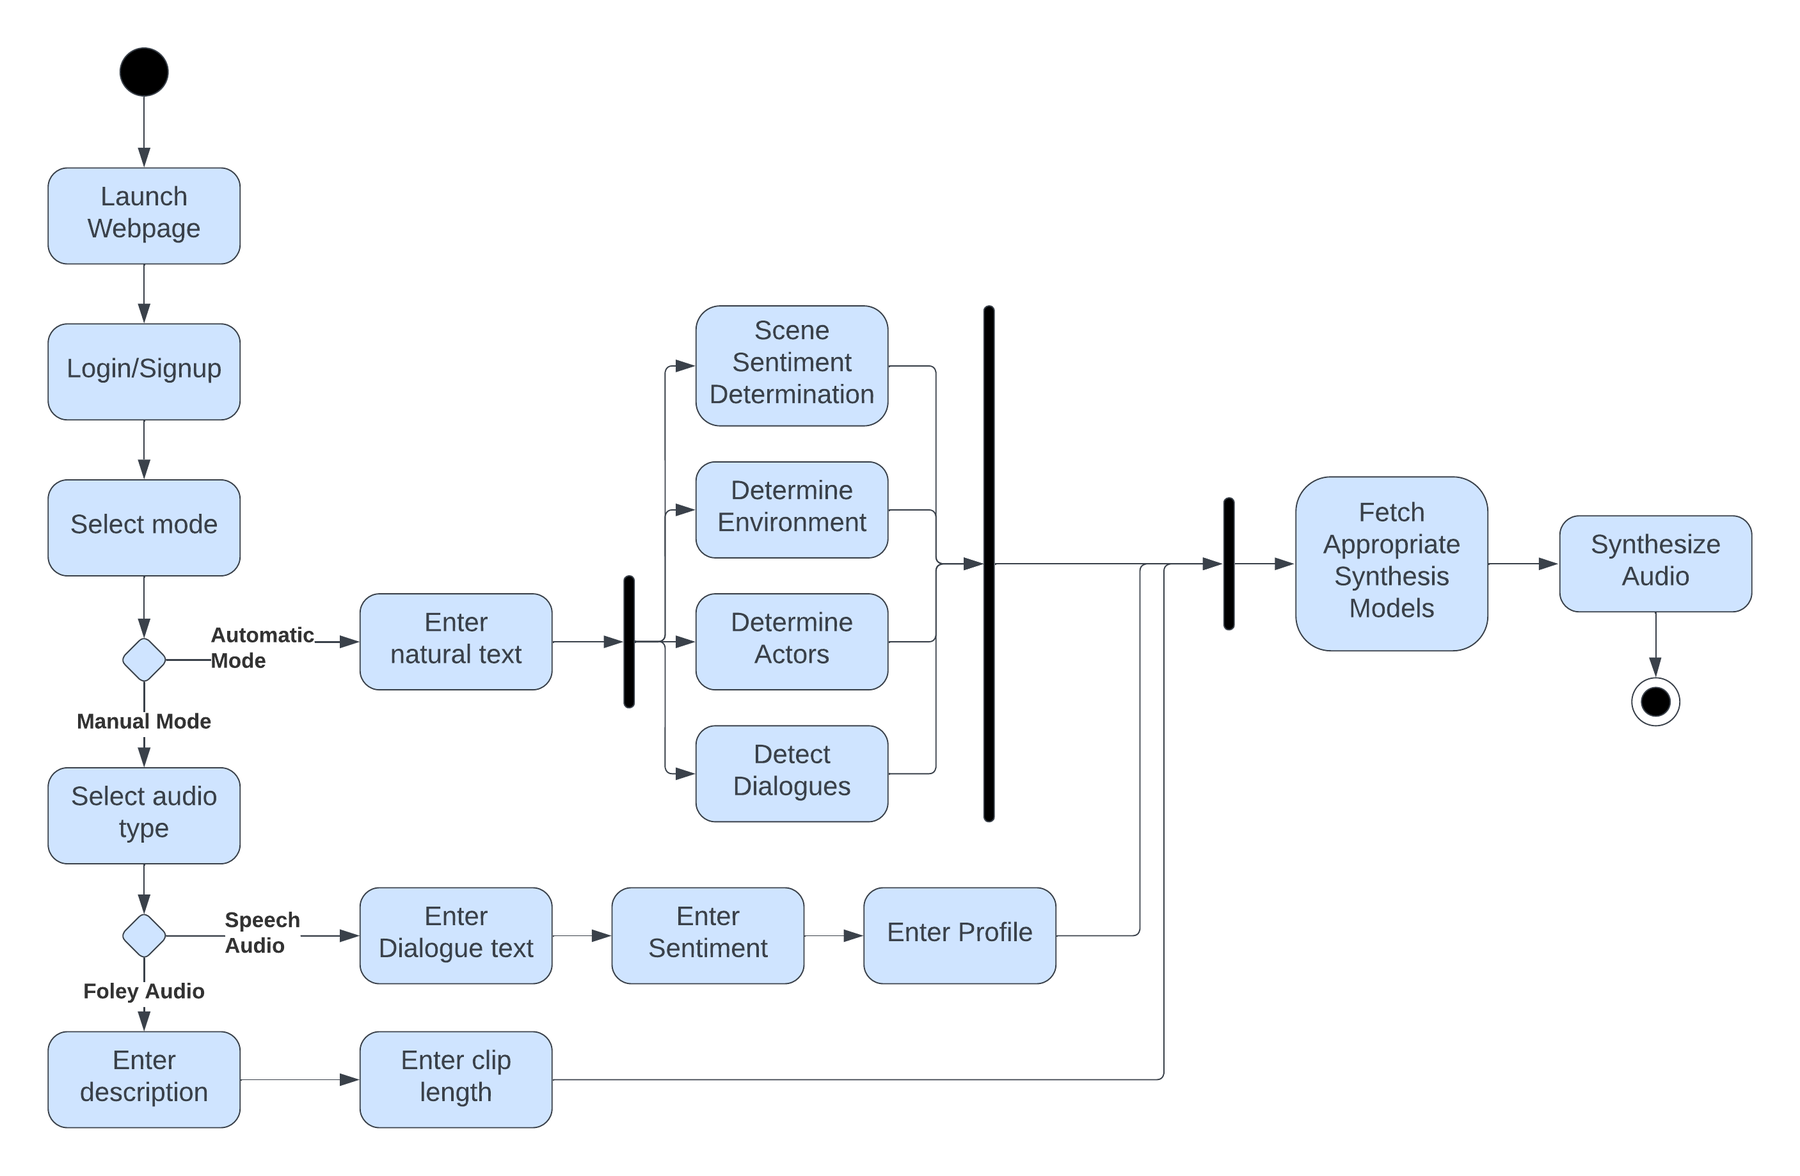 Launch
Webpage
Login/Signup
Select mode
Automatic
Mode
Manual Mode
Select audio
type
Speech
Audio
Foley Audio
Enter
description
Enter
natural text
Scene
Sentiment
Determination
Determine
Environment
Determine
Actors
Detect
Dialogues
Enter
Dialogue text
Enter
Sentiment
Enter Profile
Enter clip
length
Fetch
Appropriate
Synthesis
Models
Synthesize
Audio